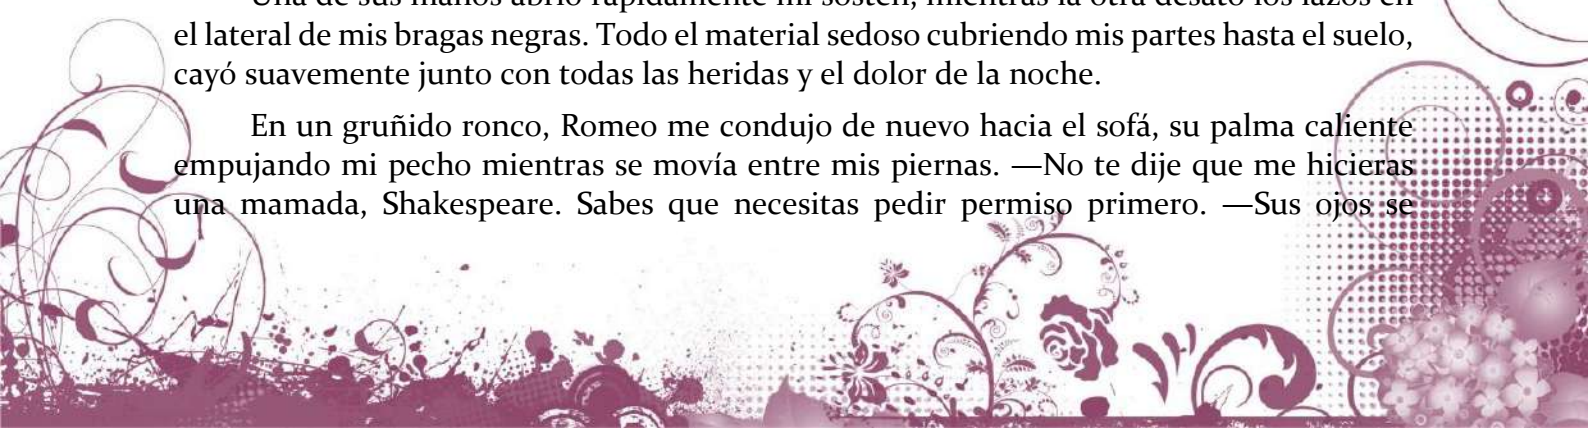 Una de sus manos abrió rápidamente mi sostén, mientras la otra desató los lazos en
el lateral de mis bragas negras. Todo el material sedoso cubriendo mis partes hasta el suelo,
cayó suavemente junto con todas las heridas y el dolor de la noche.
En un gruñido ronco, Romeo me condujo de nuevo hacia el sofá, su palma caliente
empujando mi pecho mientras se movía entre mis piernas. —No te dije que me hicieras
una mamada, Shakespeare. Sabes que necesitas pedir permiso primero. —Sus ojos se